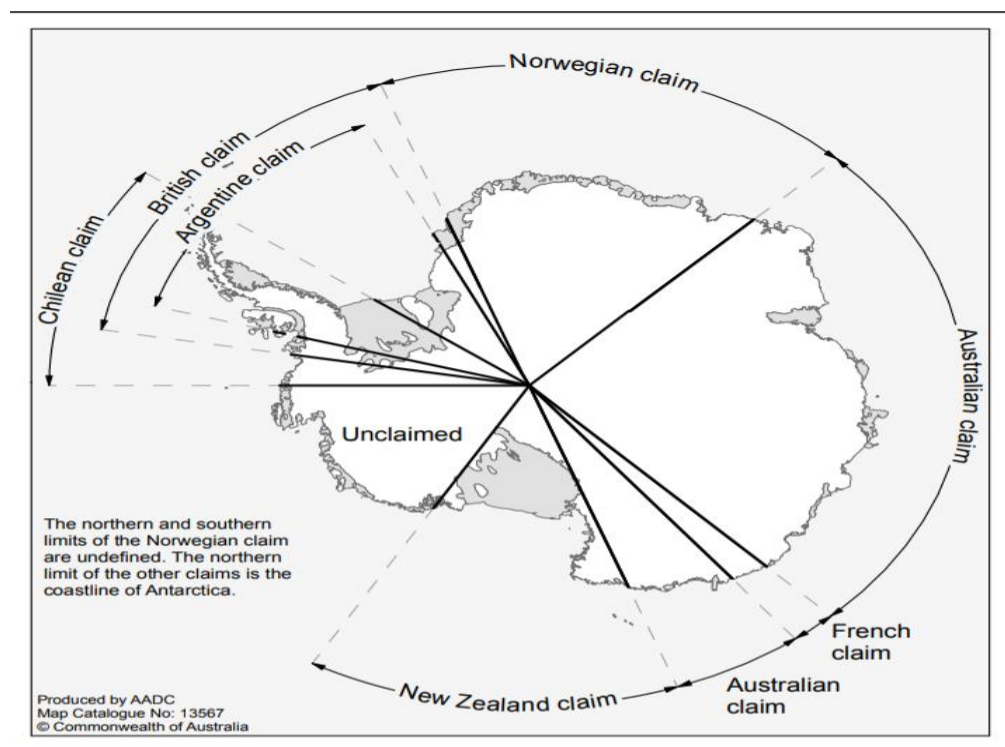 Norwegian claim
British claim
Argentine claim
Chilean claim
Australian claim
Unclaimed
The northern and southern
limits of the Norwegian claim
are undefined. The northern
limit of the other claims is the
coastline of Antarctica.
French
claim
Australian
claim
New Zealand claim
Produced by AADC
Map Catalogue No: 13567
© Commonwealth of Australia